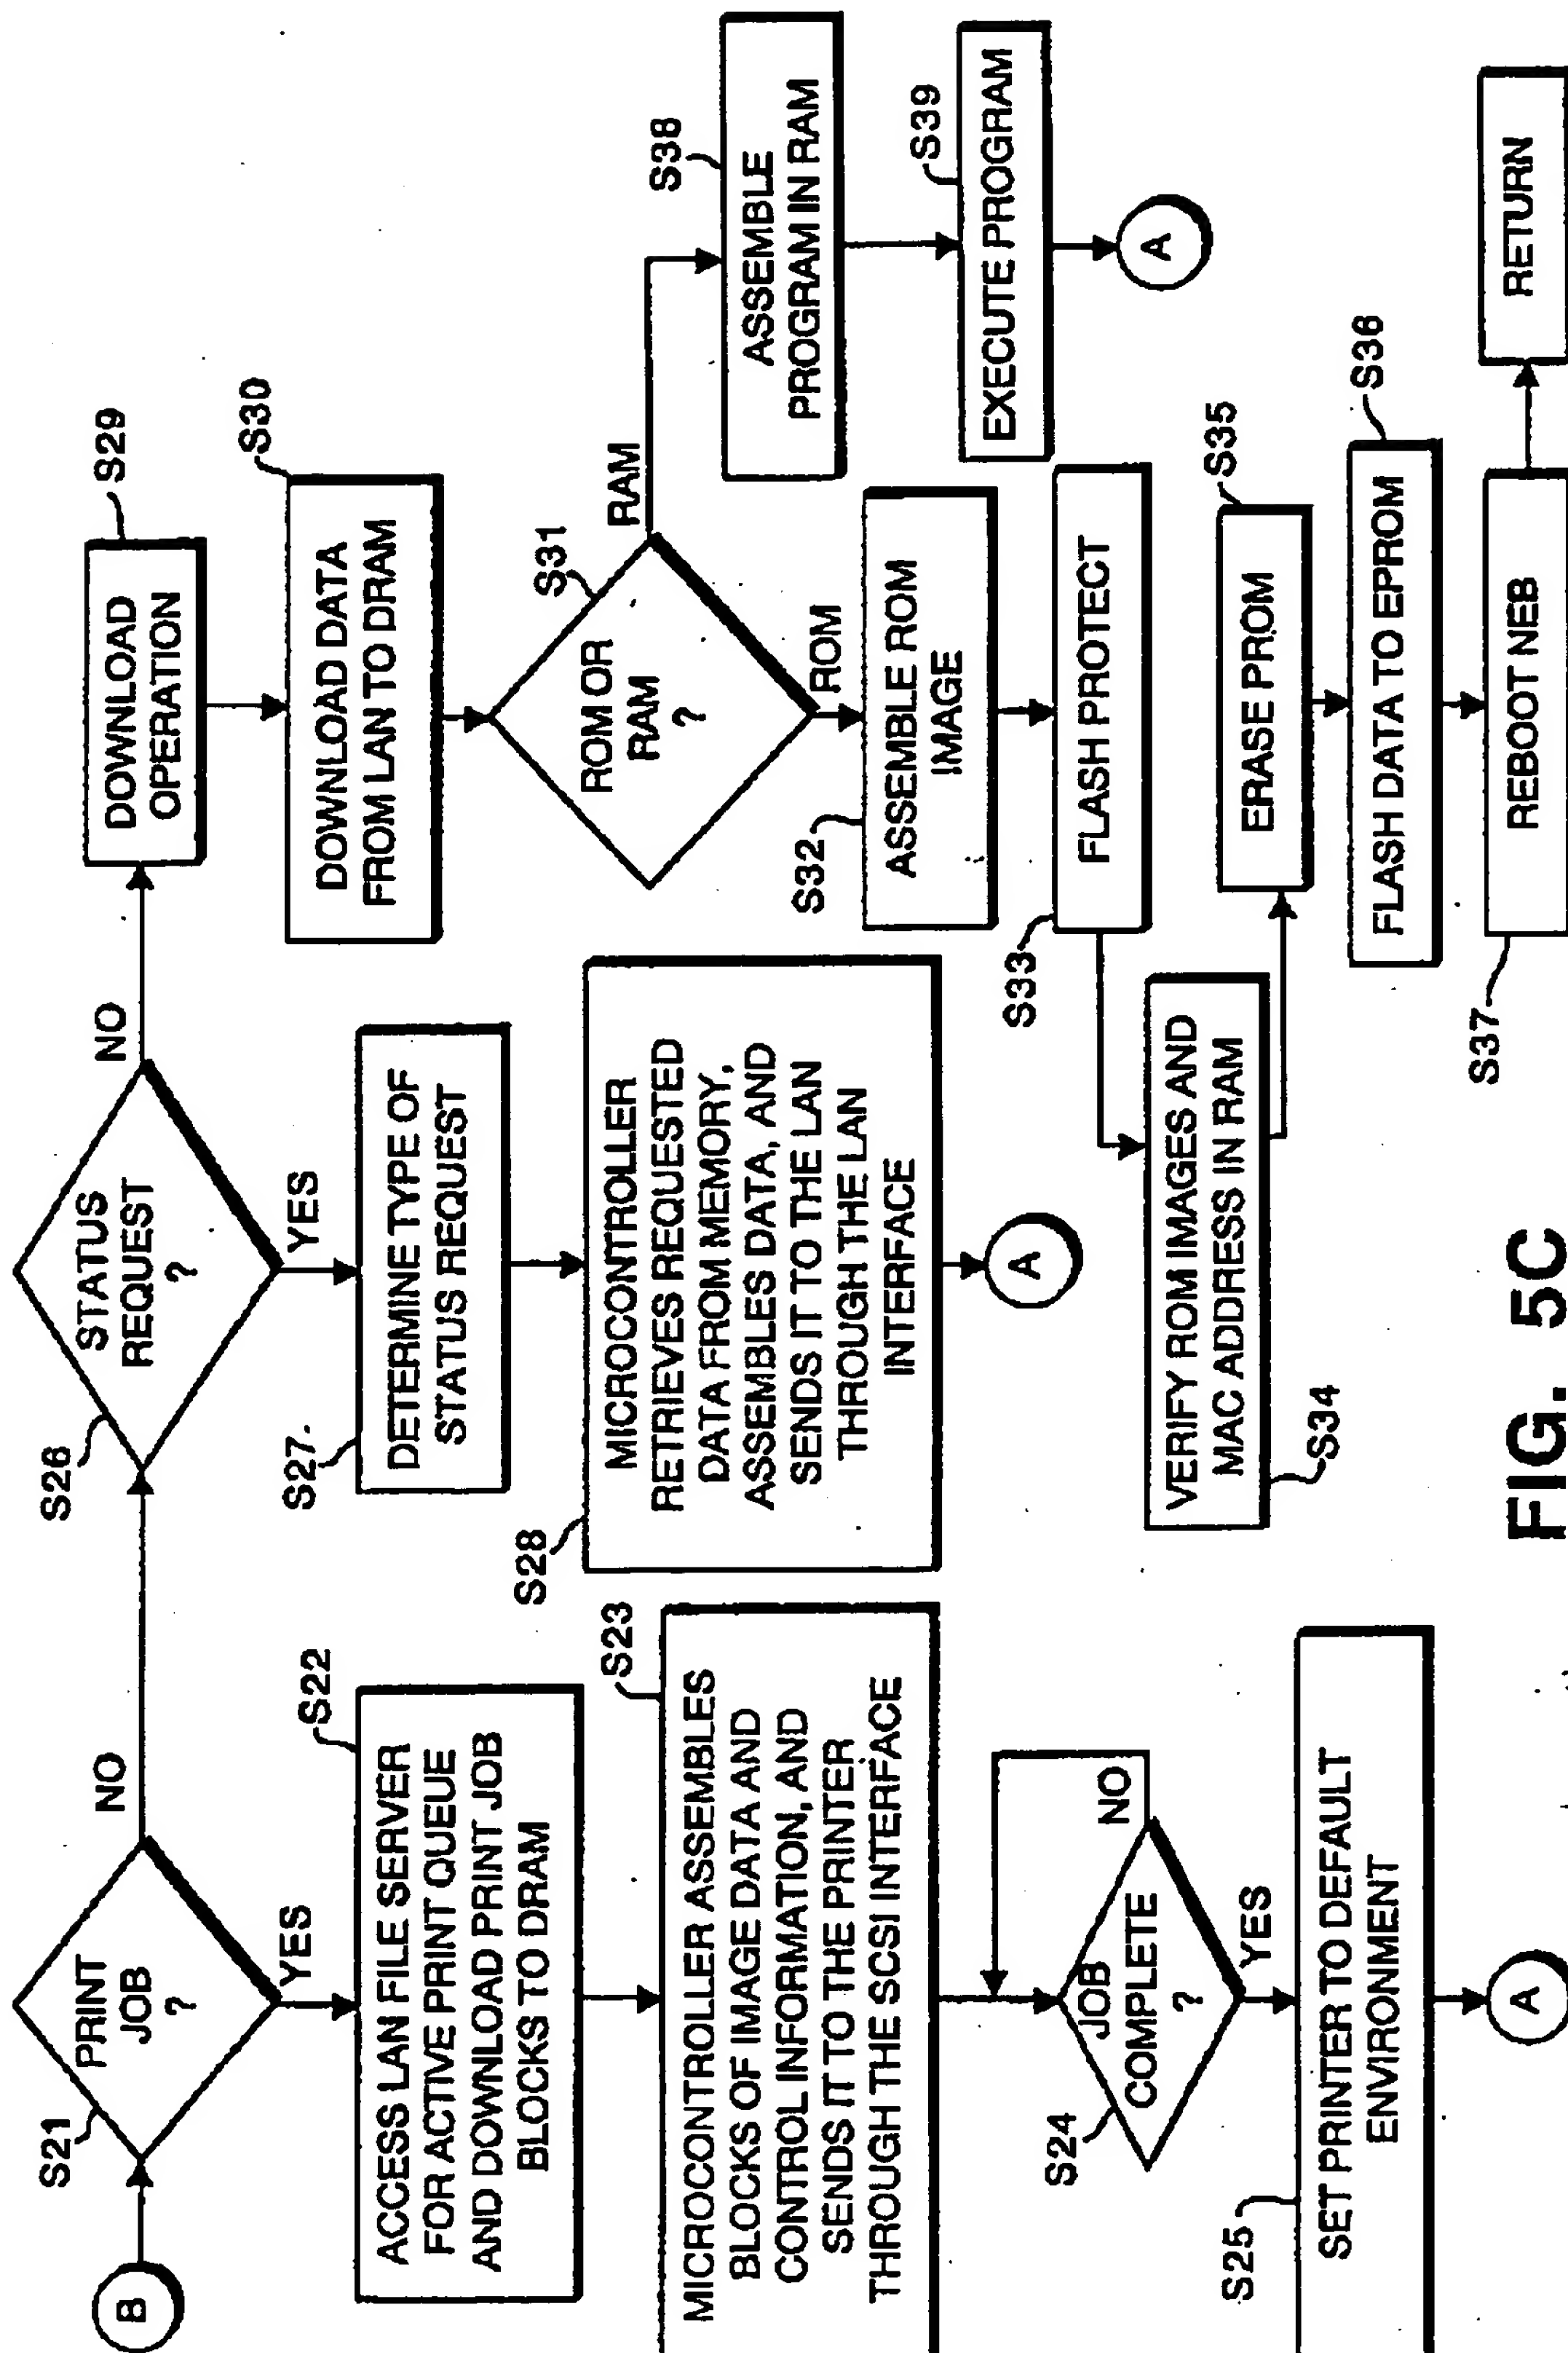 B
S21
PRINT
JOB
?
NO
YES
S22
ACCESS LAN FILE SERVER
FOR ACTIVE PRINT QUEUE
AND DOWNLOAD PRINT JOB
BLOCKS TO DRAM
S23
MICROCONTROLLER ASSEMBLES
BLOCKS OF IMAGE DATA AND
CONTROL INFORMATION, AND
SENDS IT TO THE PRINTER
THROUGH THE SCSI INTERFACE
S24
JOB
COMPLETE
?
NO
YES
S25
SET PRINTER TO DEFAULT
ENVIRONMENT
A
S26
STATUS
REQUEST
?
NO
YES
S27
DETERMINE TYPE OF
STATUS REQUEST
S28
MICROCONTROLLER
RETRIEVES REQUESTED
DATA FROM MEMORY,
ASSEMBLES DATA, AND
SENDS IT TO THE LAN
THROUGH THE LAN
INTERFACE
A
S29
DOWNLOAD
OPERATION
S30
DOWNLOAD DATA
FROM LAN TO DRAM
S31
ROM OR
RAM
?
RAM
ROM
S32
ASSEMBLE ROM
IMAGE
S33
FLASH PROTECT
VERIFY ROM IMAGES AND
MAC ADDRESS IN RAM
S34
S35
ERASE PROM
S36
FLASH DATA TO EPROM
S37
REBOOT NEB
RETURN
S38
ASSEMBLE
PROGRAM IN RAM
S39
EXECUTE PROGRAM
A
FIG. 5C